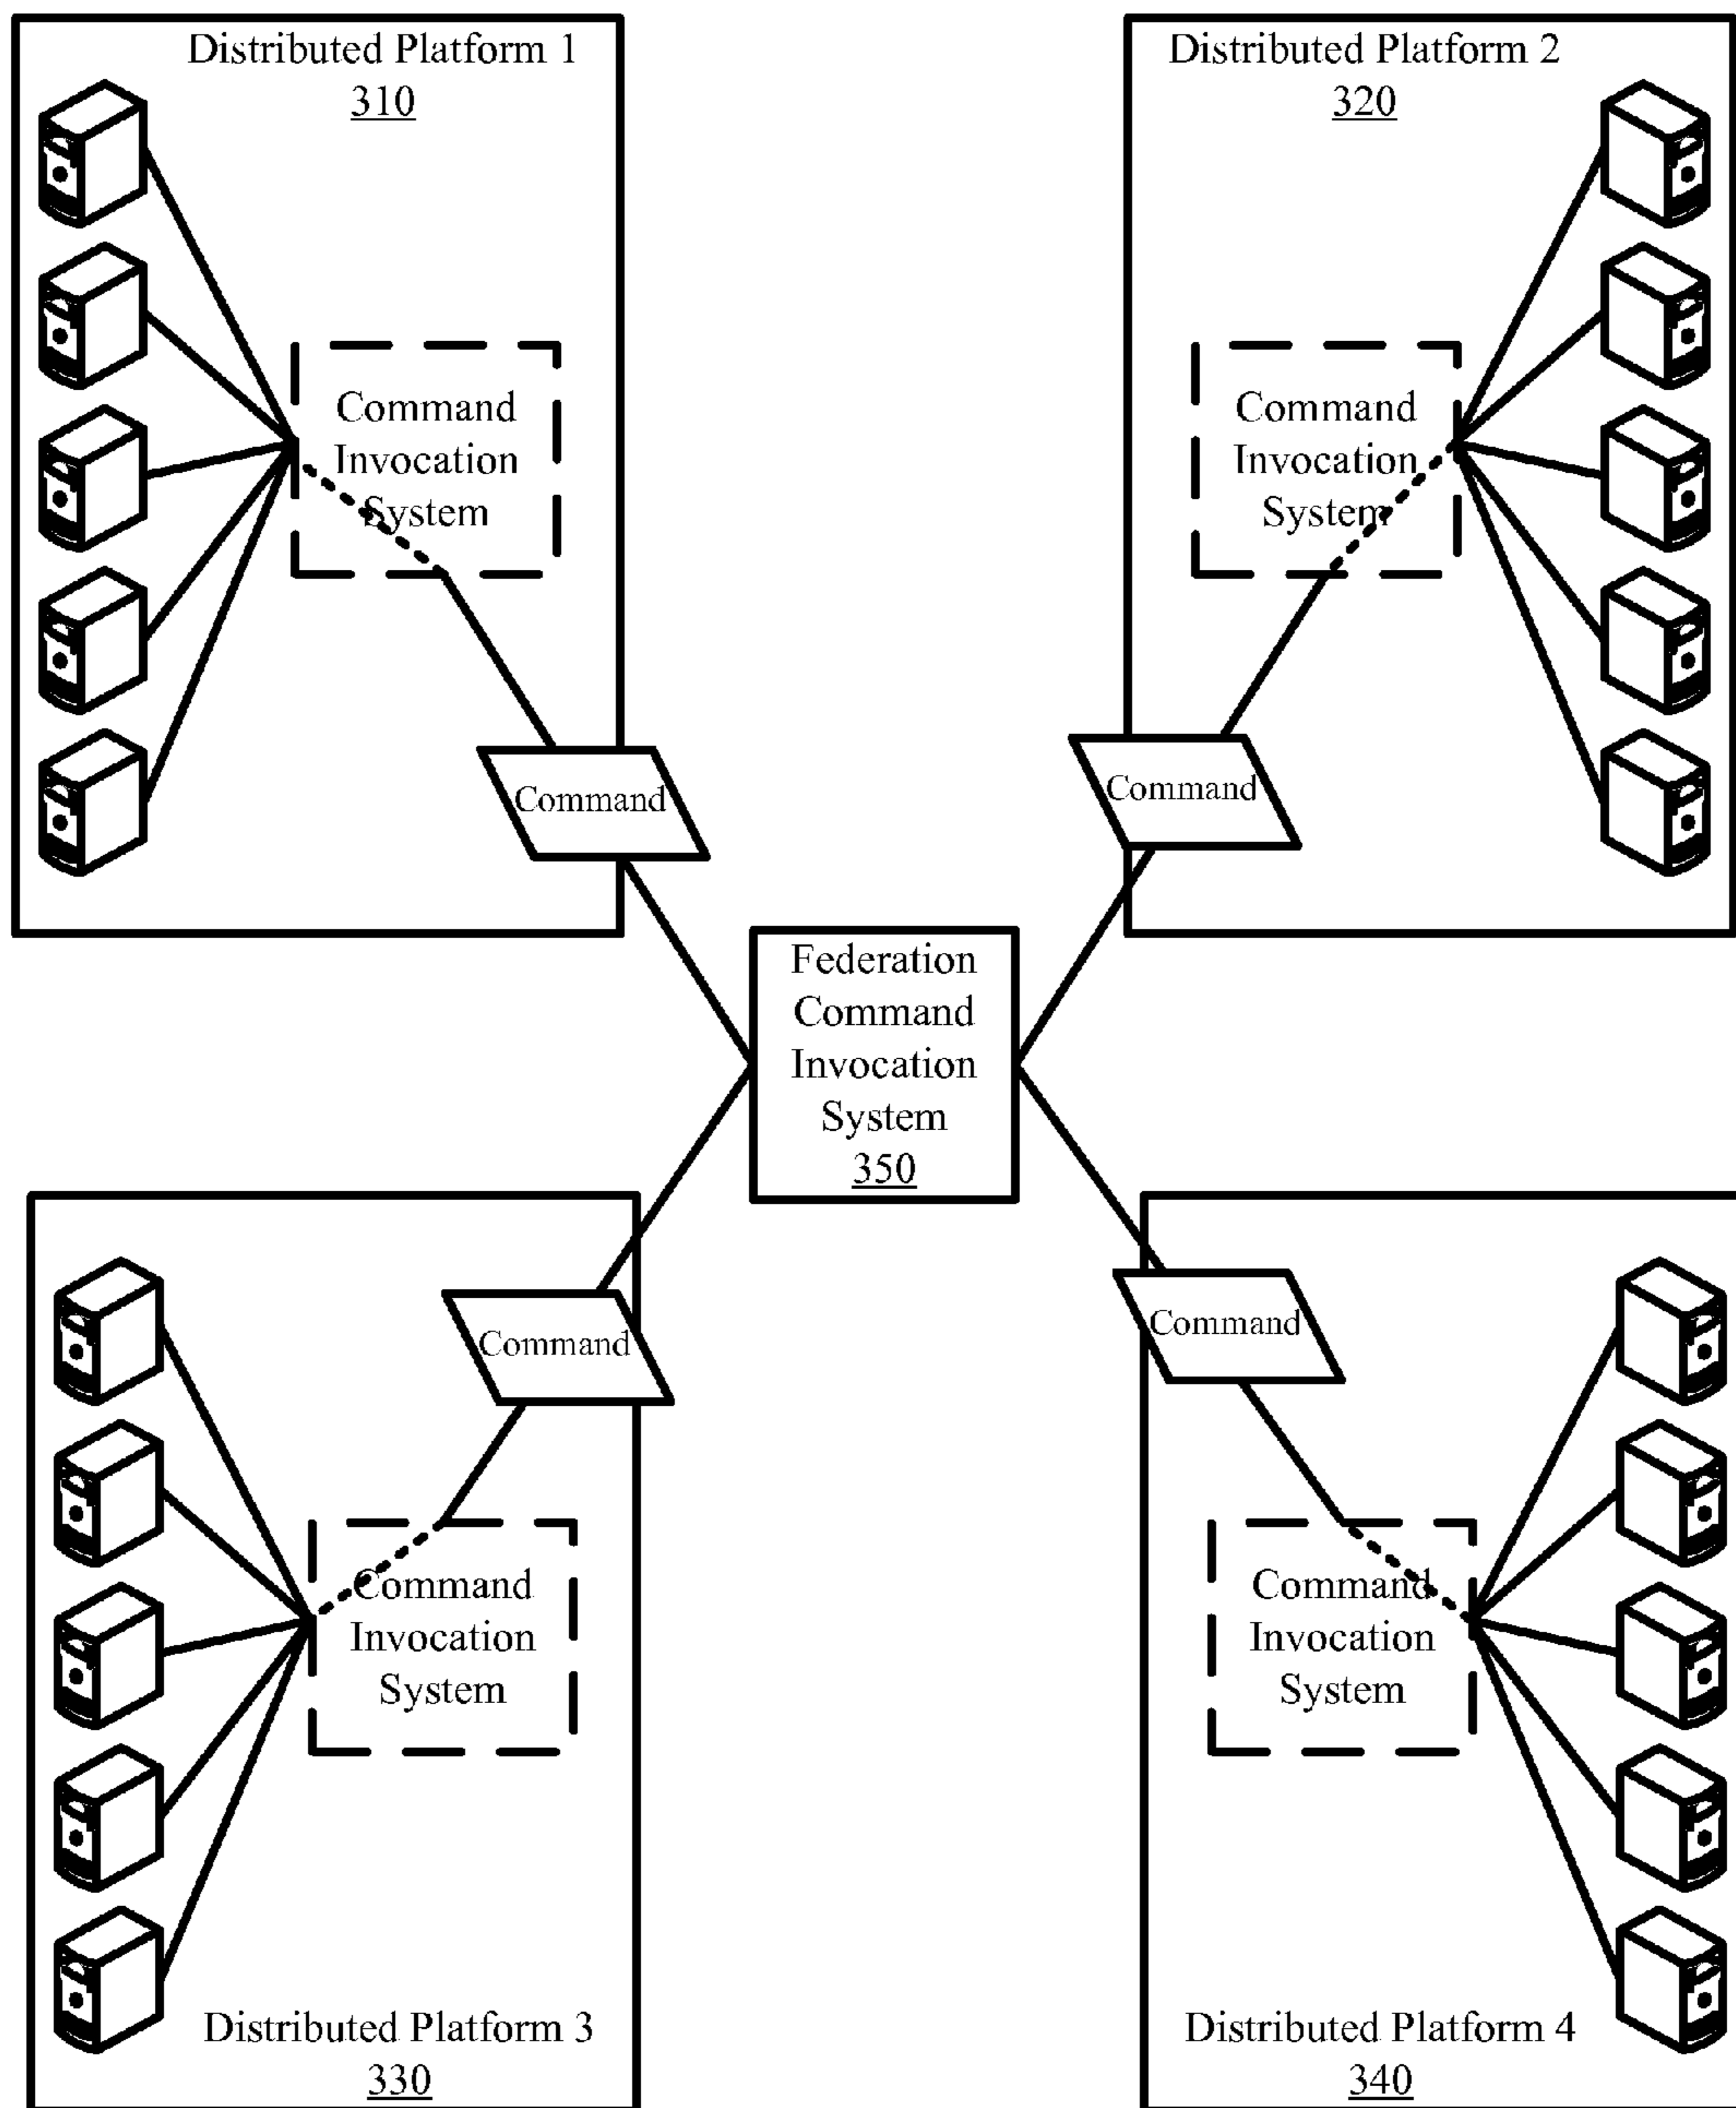 Distributed Platform 1
310
Distributed Platform 2
320
Command
Invocation
System
Command
Invocation
System
Command
Command
Federation
Command
Invocation
System
350
Command
Command
Command
Invocation
System
Command
Invocation
System
Distributed Platform 3
330
Distributed Platform 4
340